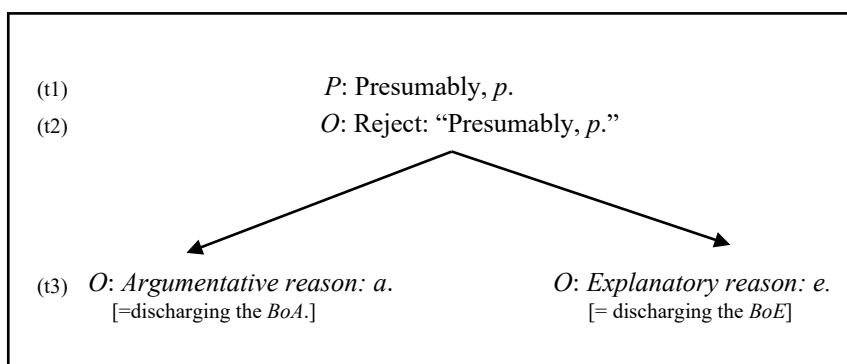 (t1) P: Presumably, p.
(t2) O: Reject: “Presumably, p.”
(t3) O: Argumentative reason: a. O: Explanatory reason: e.
[=discharging the BoA.] [= discharging the BoE]